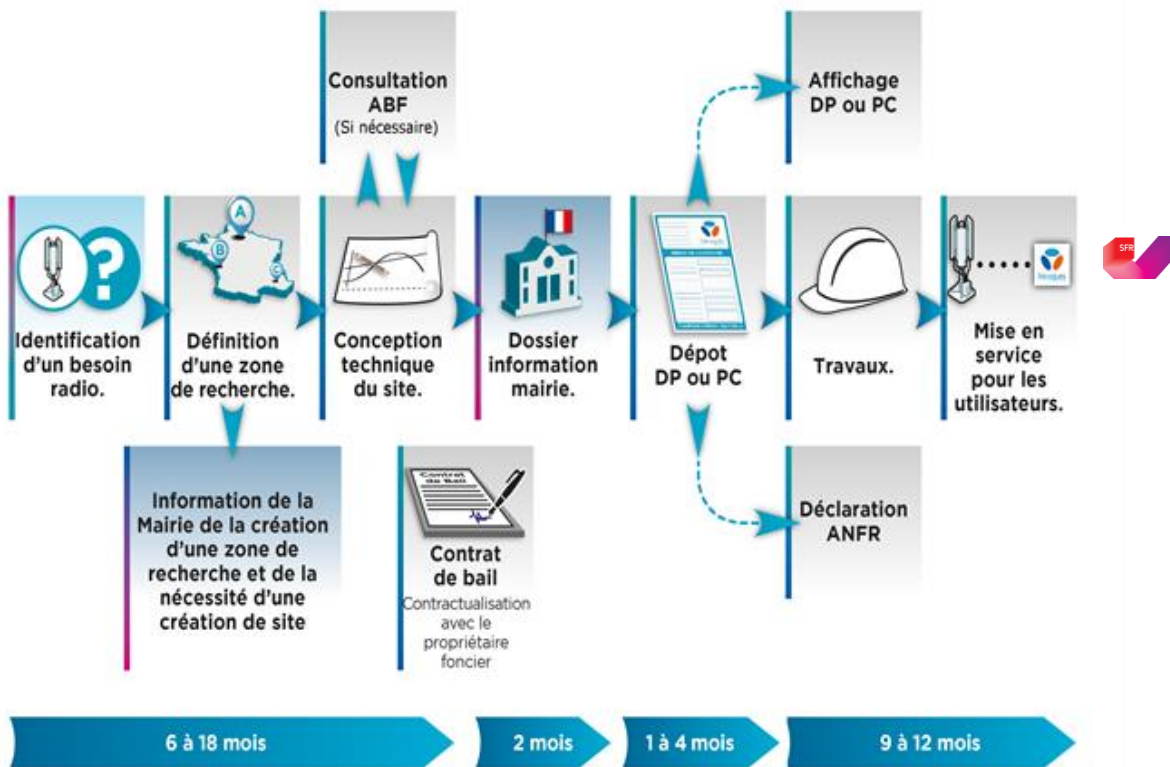 Consultation
ABF
(Si nécessaire)
Affichage
DP ou PC
A
B
C
SFR
Identification
d'un besoin
radio.
Définition
d'une zone
de recherche.
Conception
technique
du site.
Dossier
information
mairie.
Dépot
DP ou PC
Travaux.
Mise en
service
pour les
utilisateurs.
Information de la
Mairie de la création
d'une zone de
recherche et de la
nécessité d'une
création de site
Contrat
de Bail
Contrat
de bail
Contractualisation
avec le
propriétaire
foncier
Déclaration
ANFR
6 à 18 mois
2 mois
1 à 4 mois
9 à 12 mois